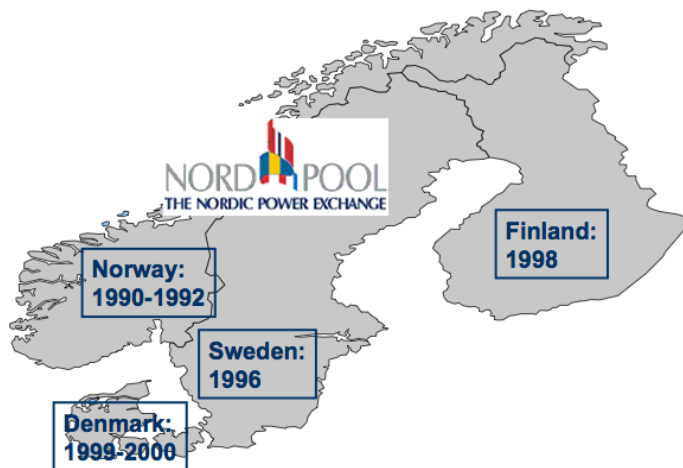 NORD POOL
THE NORDIC POWER EXCHANGE
Finland:
1998
Norway:
1990-1992
Sweden:
1996
Denmark:
1999-2000